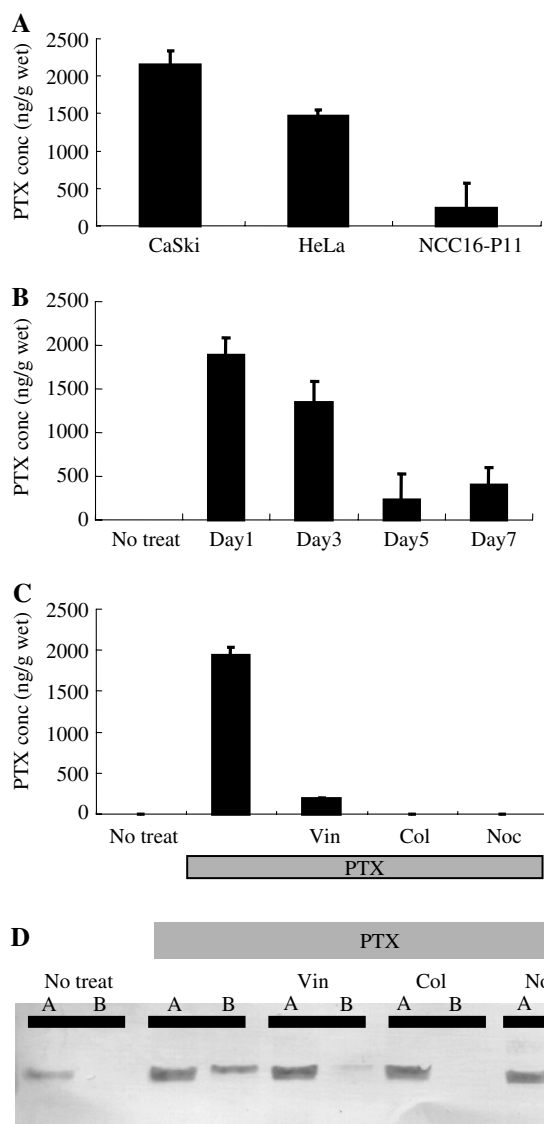 A
PTX conc (ng/g wet)
2500
2000
1500
1000
500
0
CaSki HeLa NCC16-P11
B
PTX conc (ng/g wet)
2500
2000
1500
1000
500
0
No treat Day1 Day3 Day5 Day7
C
PTX conc (ng/g wet)
2500
2000
1500
1000
500
0
No treat Vin Col Noc
PTX
D
PTX
No treat Vin Col No
A B A B A B A B A